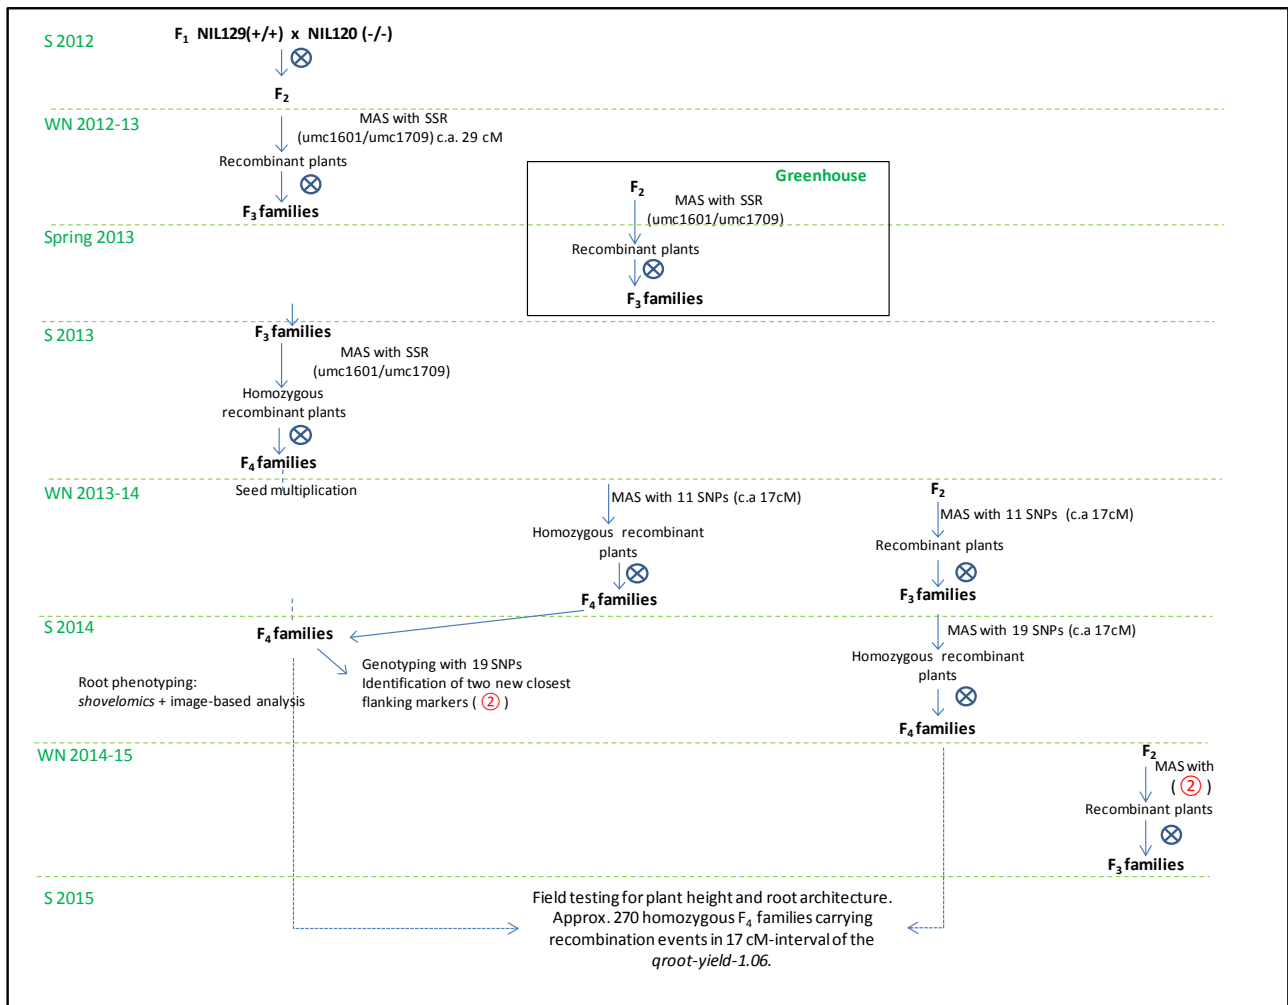 S 2012
F1 NIL129(+/+) x NIL120 (-/-)
F2
WN 2012-13
MAS with SSR
(umc1601/umc1709) c.a. 29 cM
Recombinant plants
F3 families
Greenhouse
F2
MAS with SSR
(umc1601/umc1709)
Spring 2013
Recombinant plants
F3 families
S 2013
F3 families
MAS with SSR
(umc1601/umc1709)
Homozygous
recombinant plants
F4 families
WN 2013-14
Seed multiplication
MAS with 11 SNPs (c.a 17cM)
Homozygous recombinant
plants
F4 families
F2
MAS with 11 SNPs (c.a 17cM)
Recombinant plants
F3 families
S 2014
F4 families
Genotyping with 19 SNPs
Identification of two new closest
flanking markers ( ② )
Root phenotyping:
shovelomics + image-based analysis
MAS with 19 SNPs (c.a 17cM)
Homozygous recombinant
plants
F4 families
WN 2014-15
F2
MAS with
( ② )
Recombinant plants
F3 families
S 2015
Field testing for plant height and root architecture.
Approx. 270 homozygous F4 families carrying
recombination events in 17 cM-interval of the
qroot-yield-1.06.